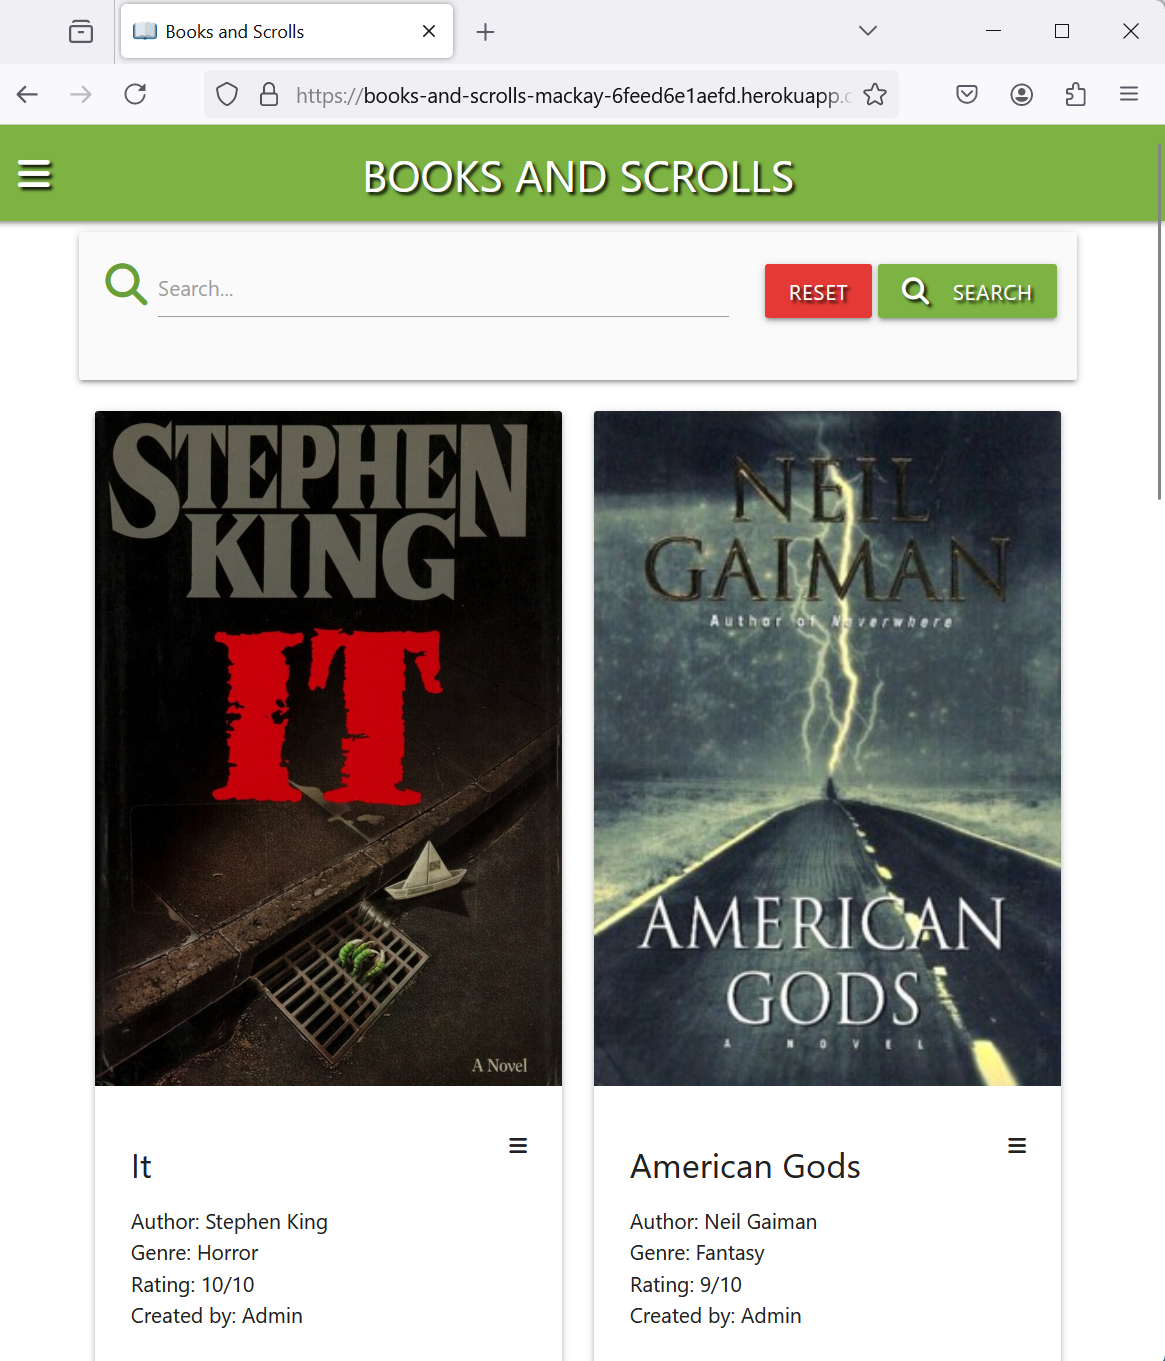 Books and Scrolls
https://books-and-scrolls-mackay-6feed6e1aefd.herokuapp.c
BOOKS AND SCROLLS
Search...
RESET
SEARCH
STEPHEN
KING
IT
A Novel
NEIL
GAIMAN
Author of Neverwhere
AMERICAN
GODS
A NOVEL
It
Author: Stephen King
Genre: Horror
Rating: 10/10
Created by: Admin
American Gods
Author: Neil Gaiman
Genre: Fantasy
Rating: 9/10
Created by: Admin